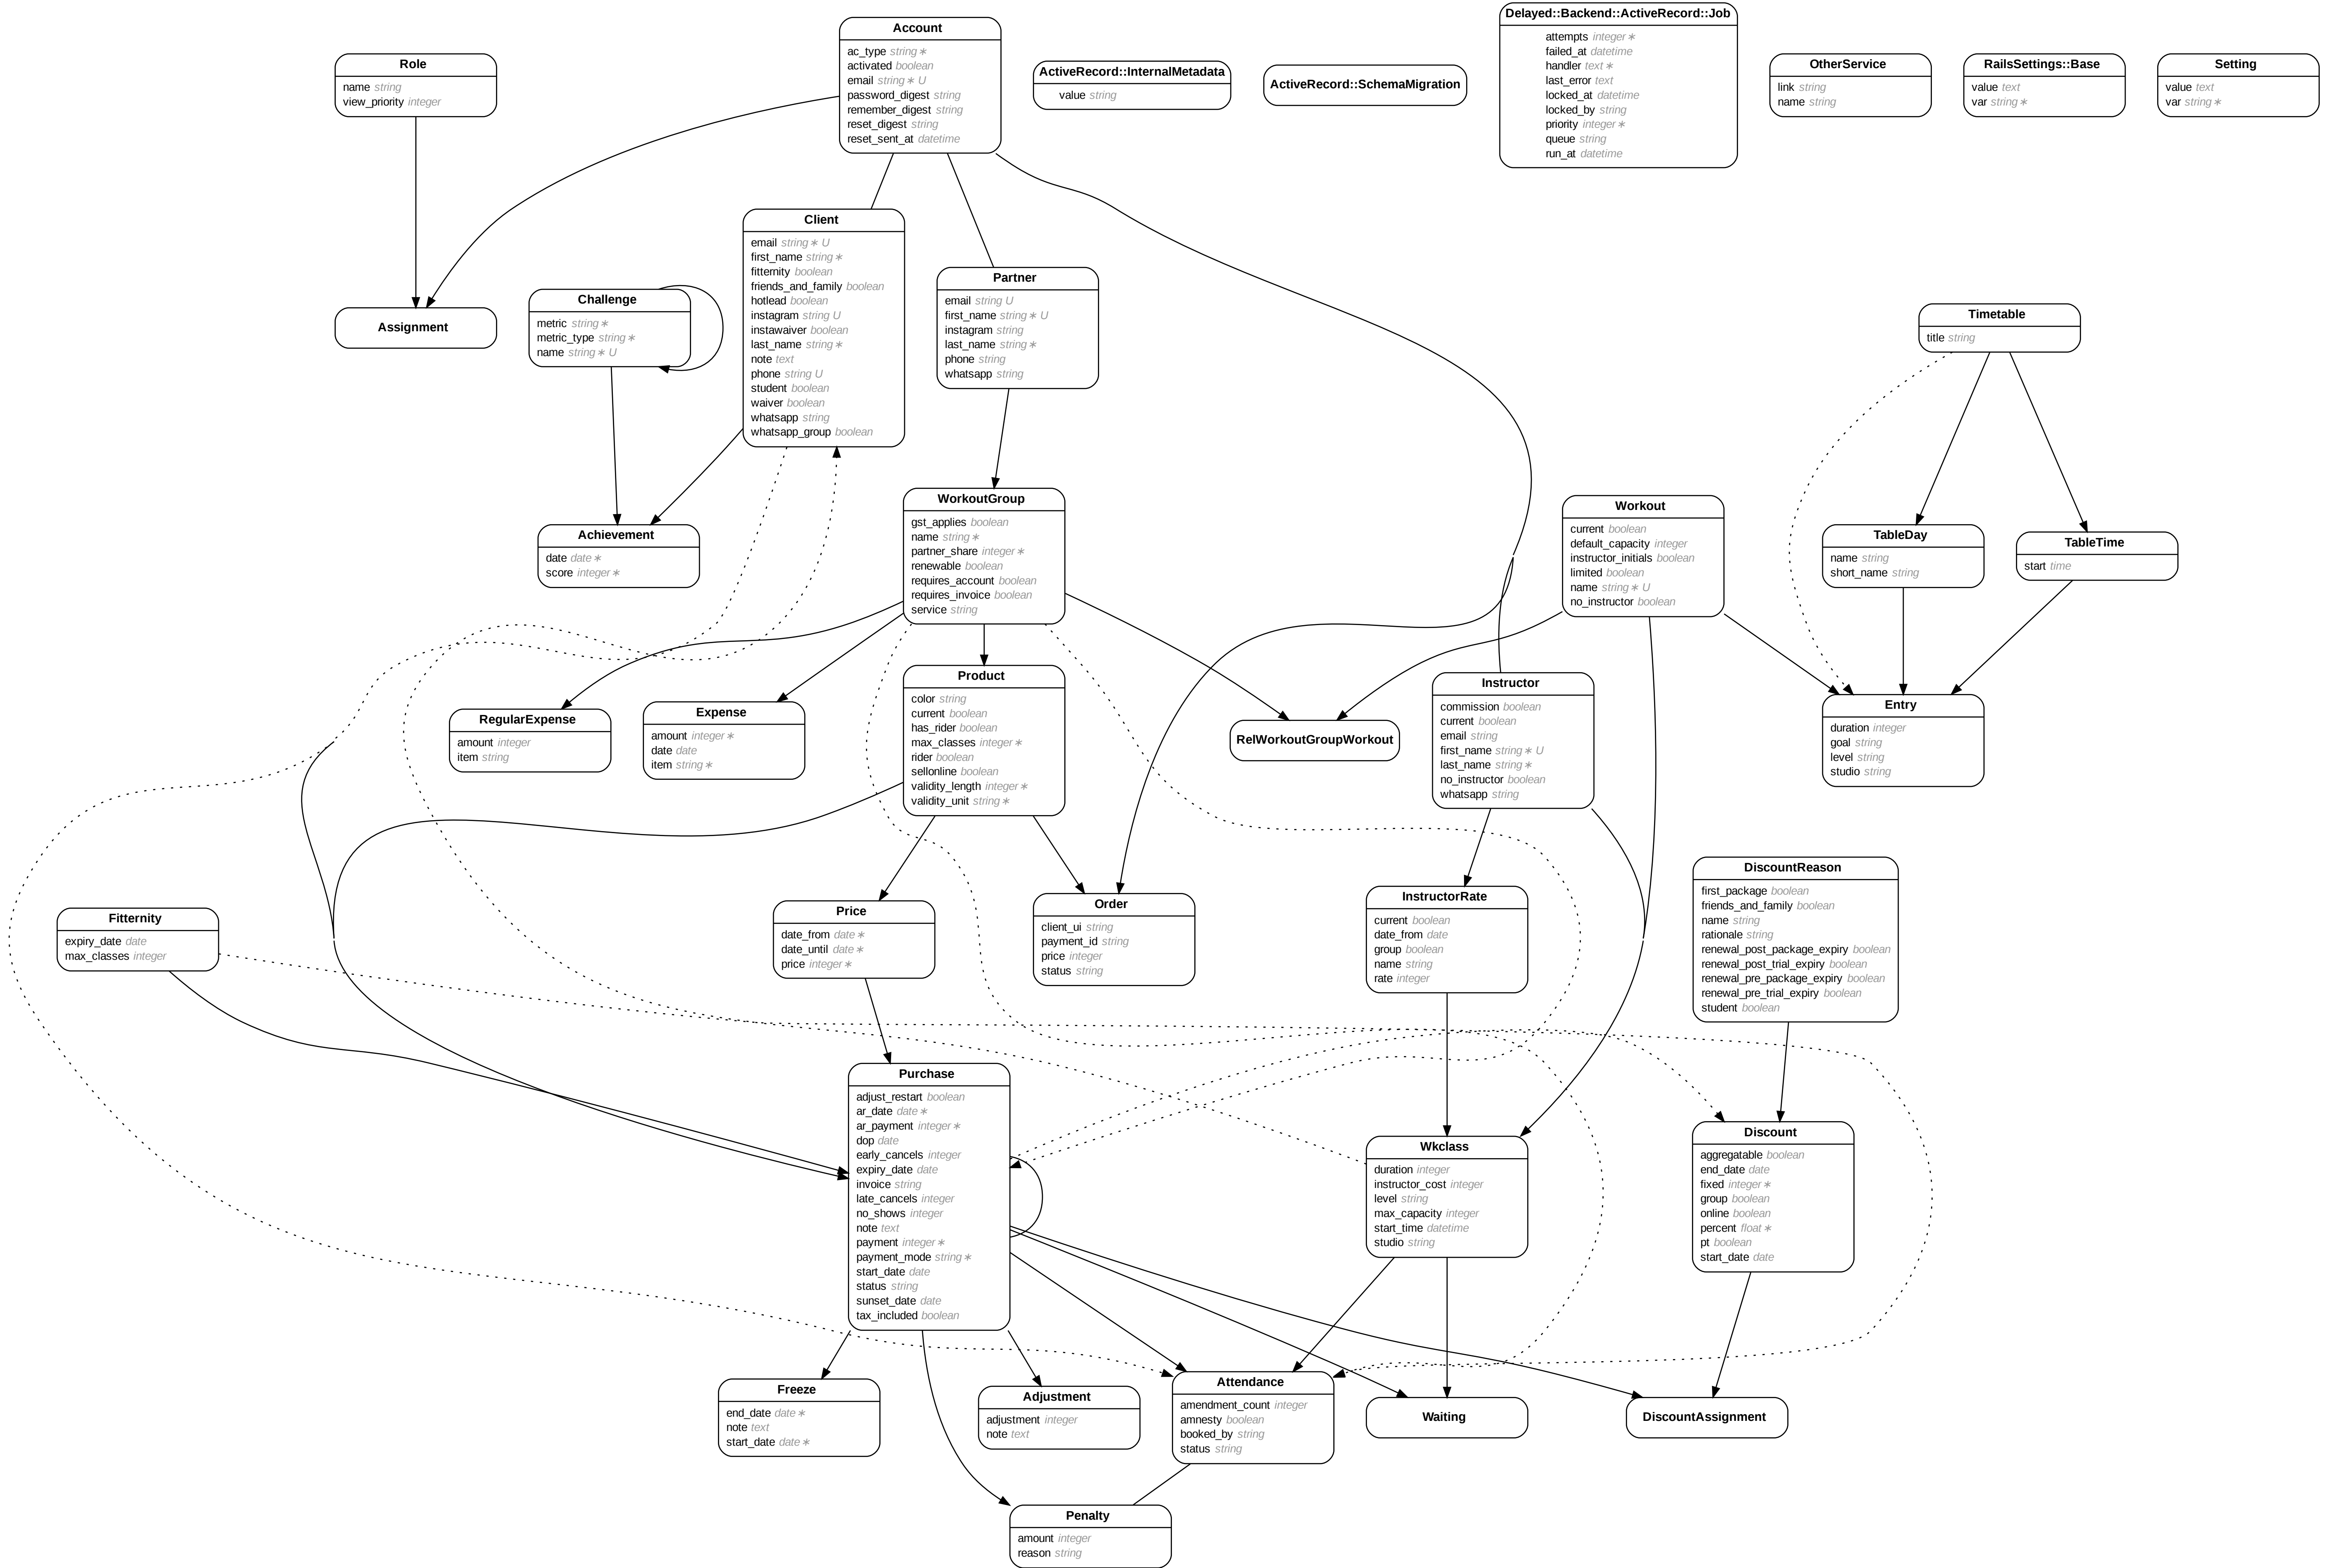 Delayed::Backend::ActiveRecord::Job
attempts integer ∗
failed_at datetime
handler text ∗
last_error text
locked_at datetime
locked_by string
priority integer ∗
queue string
run_at datetime
Account
ac_type string ∗
activated boolean
email string ∗ U
password_digest string
remember_digest string
reset_digest string
reset_sent_at datetime
Role
name string
view_priority integer
ActiveRecord::InternalMetadata
value string
ActiveRecord::SchemaMigration
OtherService
link string
name string
RailsSettings::Base
value text
var string ∗
Setting
value text
var string ∗
Client
email string ∗ U
first_name string ∗
fitternity boolean
friends_and_family boolean
hotlead boolean
instagram string U
instawaiver boolean
last_name string ∗
note text
phone string U
student boolean
waiver boolean
whatsapp string
whatsapp_group boolean
Partner
email string U
first_name string ∗ U
instagram string
last_name string ∗
phone string
whatsapp string
Challenge
metric string ∗
metric_type string ∗
name string ∗ U
Assignment
Timetable
title string
WorkoutGroup
gst_applies boolean
name string ∗
partner_share integer ∗
renewable boolean
requires_account boolean
requires_invoice boolean
service string
Workout
current boolean
default_capacity integer
instructor_initials boolean
limited boolean
name string ∗ U
no_instructor boolean
Achievement
date date ∗
score integer ∗
TableDay
name string
short_name string
TableTime
start time
Product
color string
current boolean
has_rider boolean
max_classes integer ∗
rider boolean
sellonline boolean
validity_length integer ∗
validity_unit string ∗
Instructor
commission boolean
current boolean
email string
first_name string ∗ U
last_name string ∗
no_instructor boolean
whatsapp string
Entry
duration integer
goal string
level string
studio string
RegularExpense
amount integer
item string
Expense
amount integer ∗
date date
item string ∗
RelWorkoutGroupWorkout
DiscountReason
first_package boolean
friends_and_family boolean
name string
rationale string
renewal_post_package_expiry boolean
renewal_post_trial_expiry boolean
renewal_pre_package_expiry boolean
renewal_pre_trial_expiry boolean
student boolean
Fitternity
expiry_date date
max_classes integer
Price
date_from date ∗
date_until date ∗
price integer ∗
Order
client_ui string
payment_id string
price integer
status string
InstructorRate
current boolean
date_from date
group boolean
name string
rate integer
Purchase
adjust_restart boolean
ar_date date ∗
ar_payment integer ∗
dop date
early_cancels integer
expiry_date date
invoice string
late_cancels integer
no_shows integer
note text
payment integer ∗
payment_mode string ∗
start_date date
status string
sunset_date date
tax_included boolean
Wkclass
duration integer
instructor_cost integer
level string
max_capacity integer
start_time datetime
studio string
Discount
aggregatable boolean
end_date date
fixed integer ∗
group boolean
online boolean
percent float ∗
pt boolean
start_date date
Freeze
end_date date ∗
note text
start_date date ∗
Adjustment
adjustment integer
note text
Attendance
amendment_count integer
amnesty boolean
booked_by string
status string
Waiting
DiscountAssignment
Penalty
amount integer
reason string